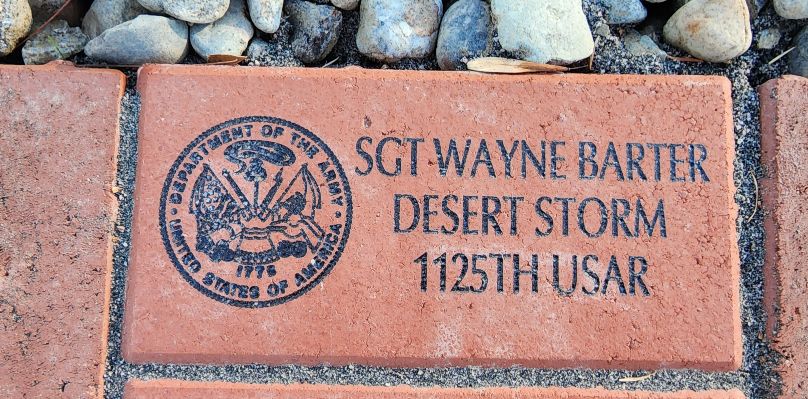 DEPARTMENT OF THE ARMY
1775
UNITED STATES OF AMERICA
SGT WAYNE BARTER
DESERT STORM
1125TH USAR